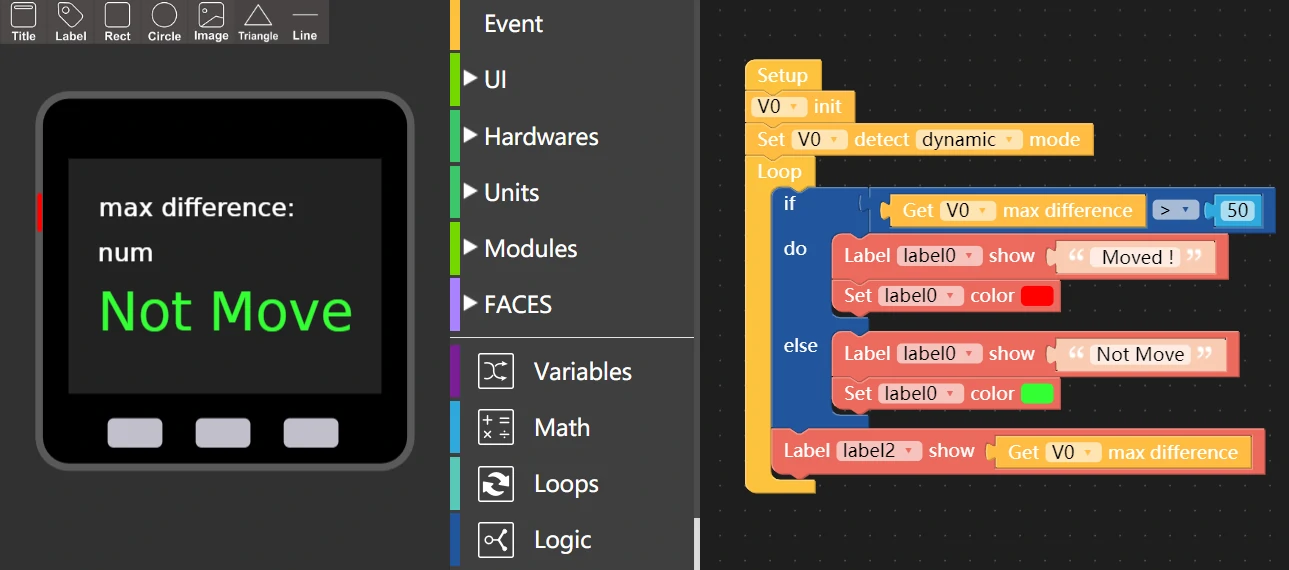 Title Label Rect Circle Image Triangle Line
max difference:
num
Not Move
Event
UI
Hardwares
Units
Modules
FACES
Variables
Math
Loops
Logic
Setup
V0 init
Set V0 detect dynamic mode
Loop
if Get V0 max difference > 50
do Label label0 show “ Moved ! ”
Set label0 color
else Label label0 show “ Not Move ”
Set label0 color
Label label2 show Get V0 max difference